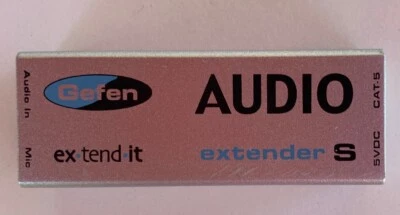 Audio in
Mic
Gefen
ex·tend·it
AUDIO
extender S
5VDC CAT-5